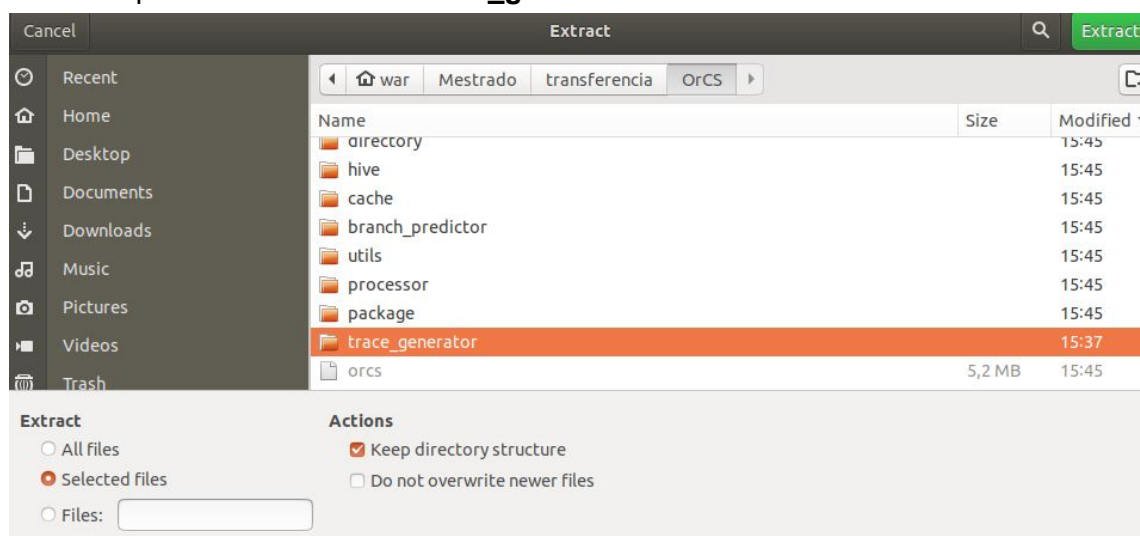 Cancel Extract Extract
Recent war Mestrado transferencia OrCS
Home Name Size Modified
directory 15:45
Desktop hive 15:45
Documents cache 15:45
Downloads branch_predictor 15:45
utils 15:45
Music processor 15:45
Pictures package 15:45
Videos trace_generator 15:37
Trash orcs 5,2 MB 15:45
Extract Actions
All files Keep directory structure
Selected files Do not overwrite newer files
Files: